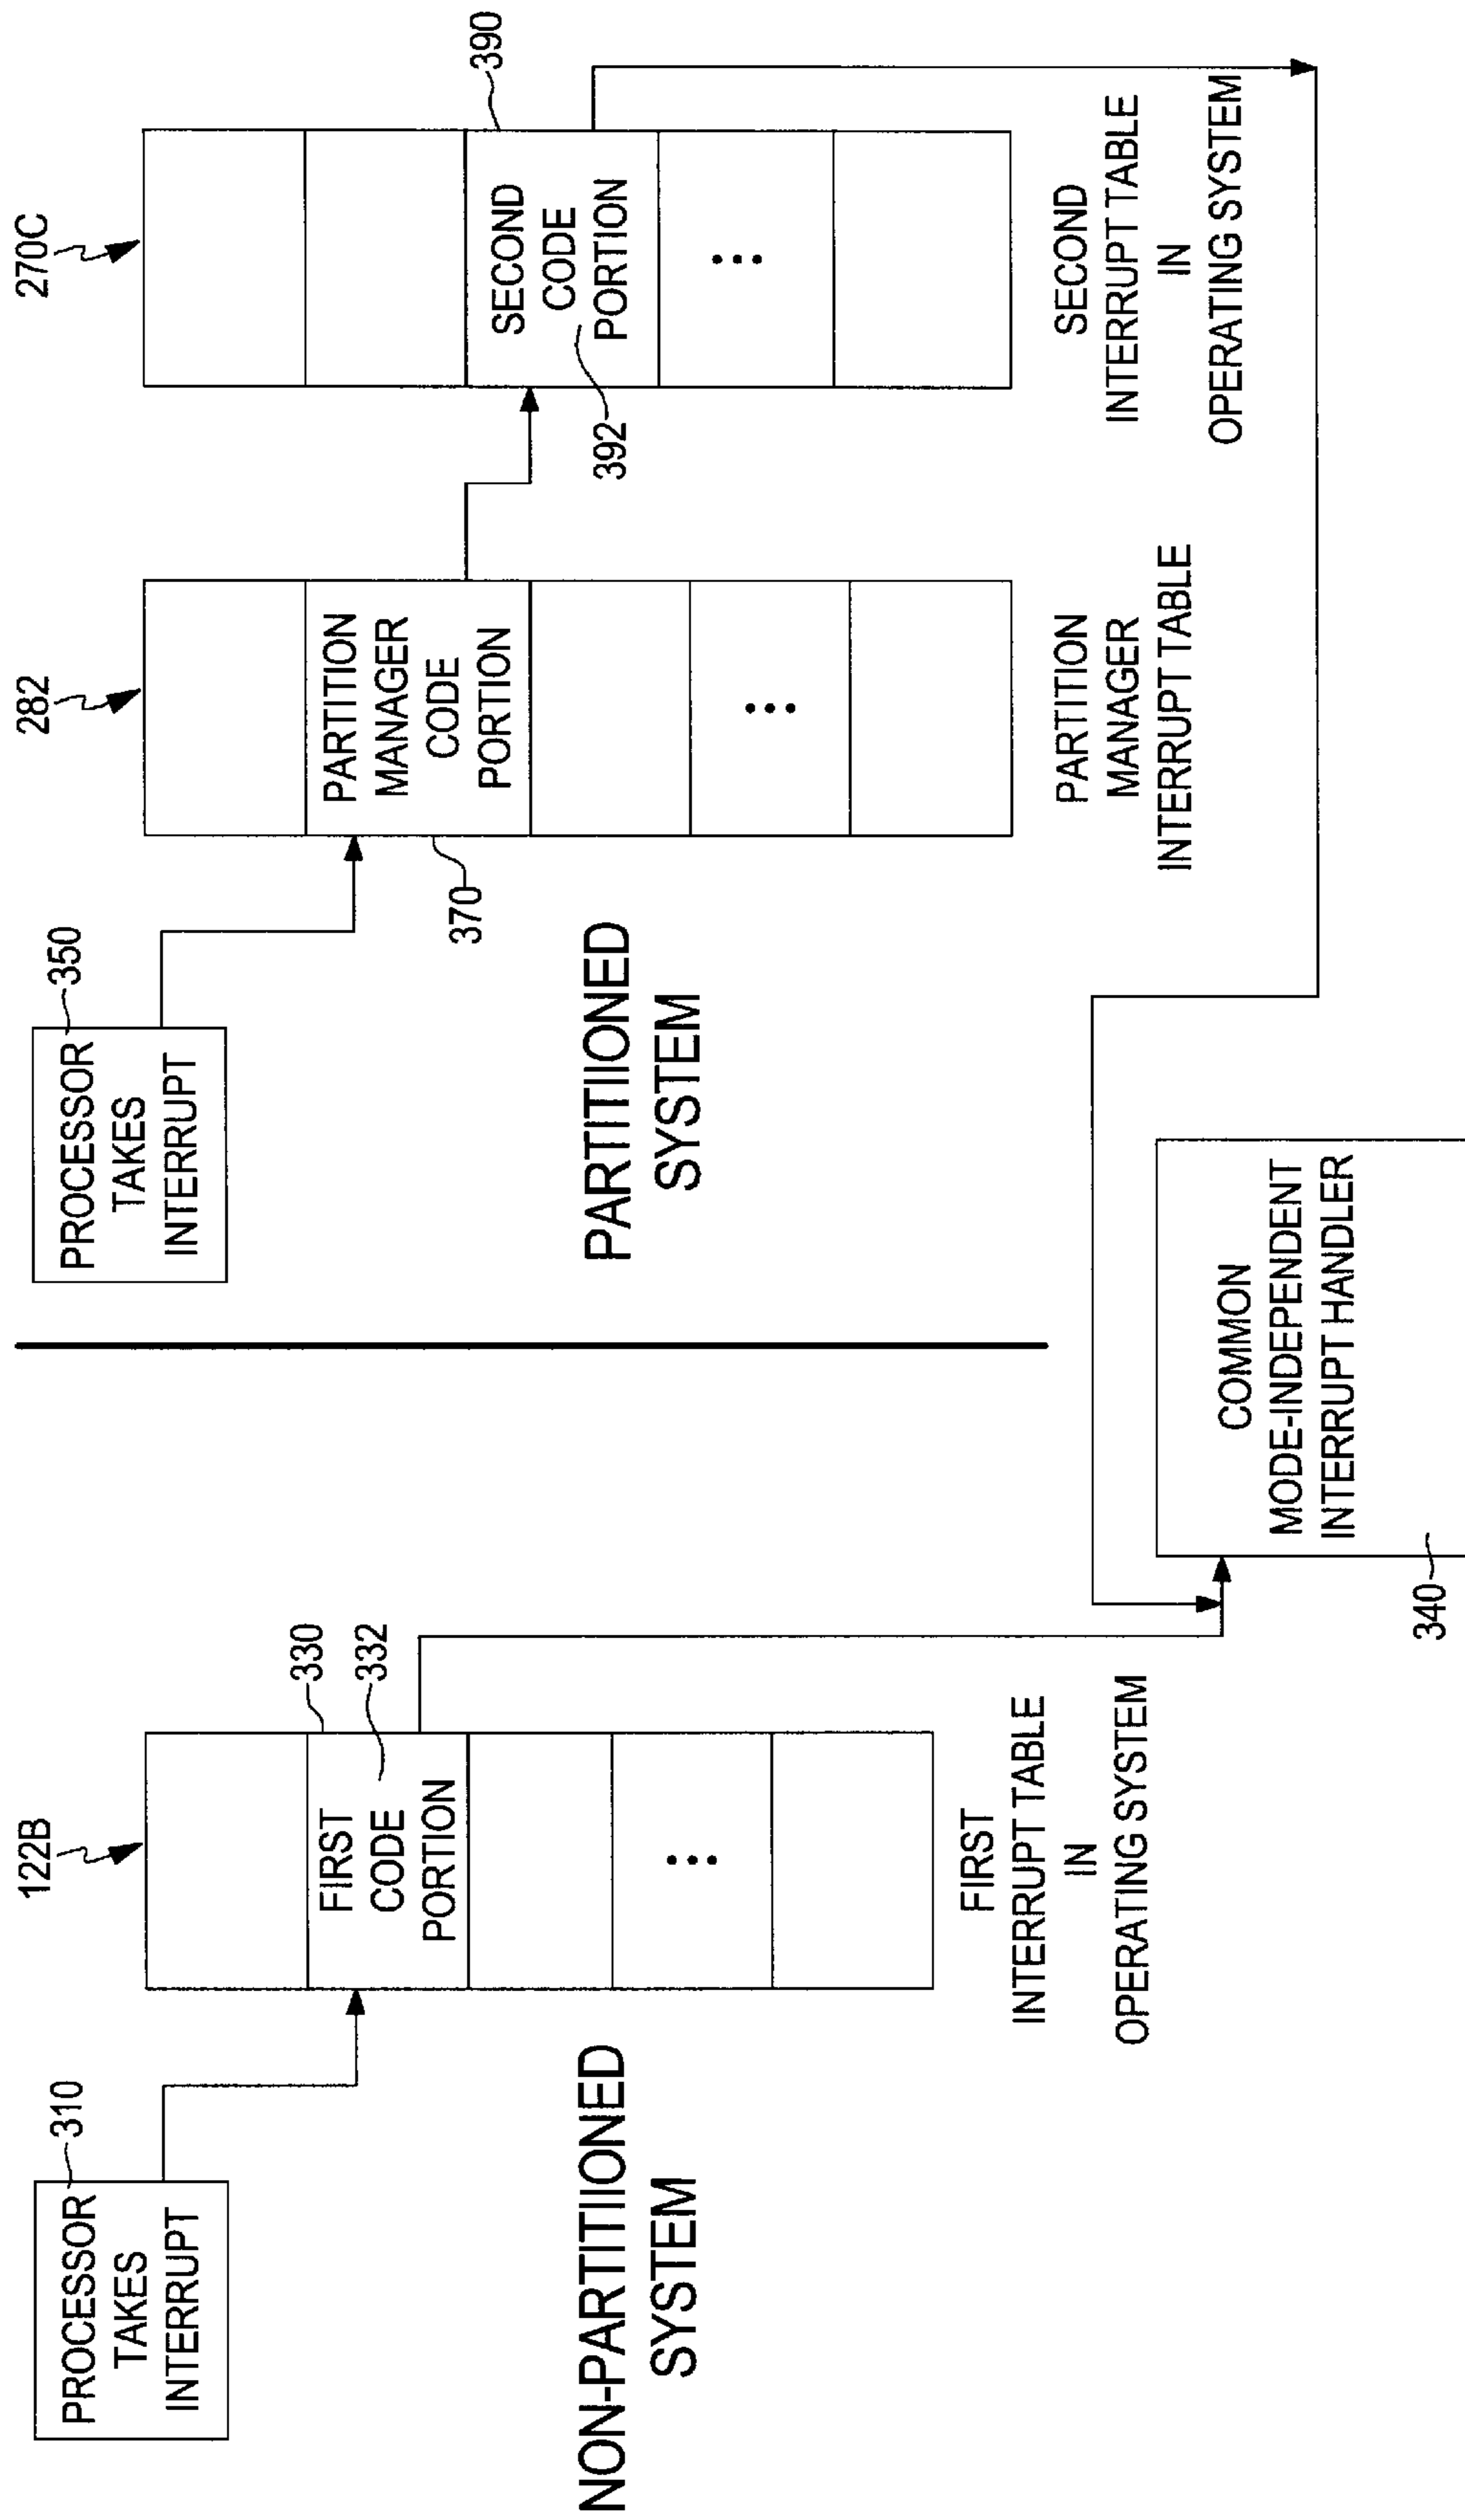 310
PROCESSOR
TAKES
INTERRUPT
NON-PARTITIONED
SYSTEM
122B
330
332
FIRST
CODE
PORTION
...
FIRST
INTERRUPT TABLE
IN
OPERATING SYSTEM
350
PROCESSOR
TAKES
INTERRUPT
PARTITIONED
SYSTEM
282
PARTITION
MANAGER
CODE
PORTION
370
...
PARTITION
MANAGER
INTERRUPT TABLE
270C
390
SECOND
CODE
PORTION
392
...
SECOND
INTERRUPT TABLE
IN
OPERATING SYSTEM
COMMON
MODE-INDEPENDENT
INTERRUPT HANDLER
340